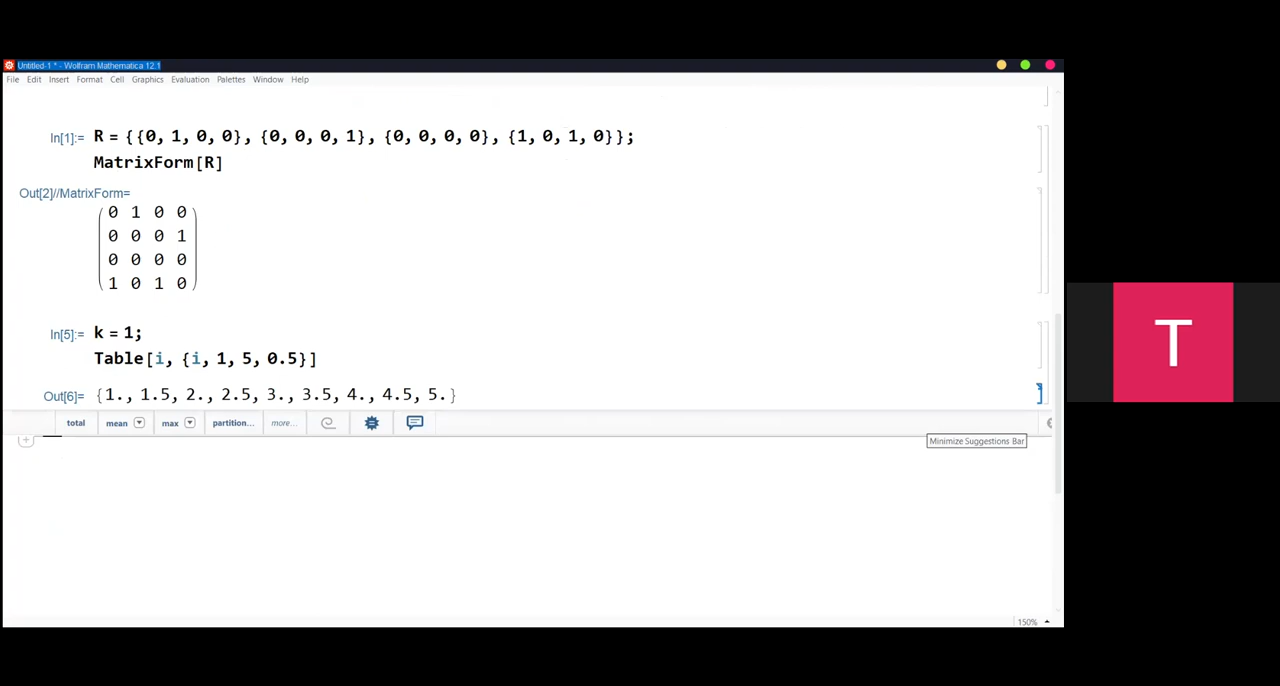 Untitled-1 * - Wolfram Mathematica 12.1
File Edit Insert Format Cell Graphics Evaluation Palettes Window Help
In[1]:= R = {{0, 1, 0, 0}, {0, 0, 0, 1}, {0, 0, 0, 0}, {1, 0, 1, 0}};
MatrixForm[R]
Out[2]//MatrixForm=
0 1 0 0
0 0 0 1
0 0 0 0
1 0 1 0
In[5]:= k = 1;
Table[i, {i, 1, 5, 0.5}]
Out[6]= {1., 1.5, 2., 2.5, 3., 3.5, 4., 4.5, 5.}
total mean max partition... more...
Minimize Suggestions Bar
T
150%